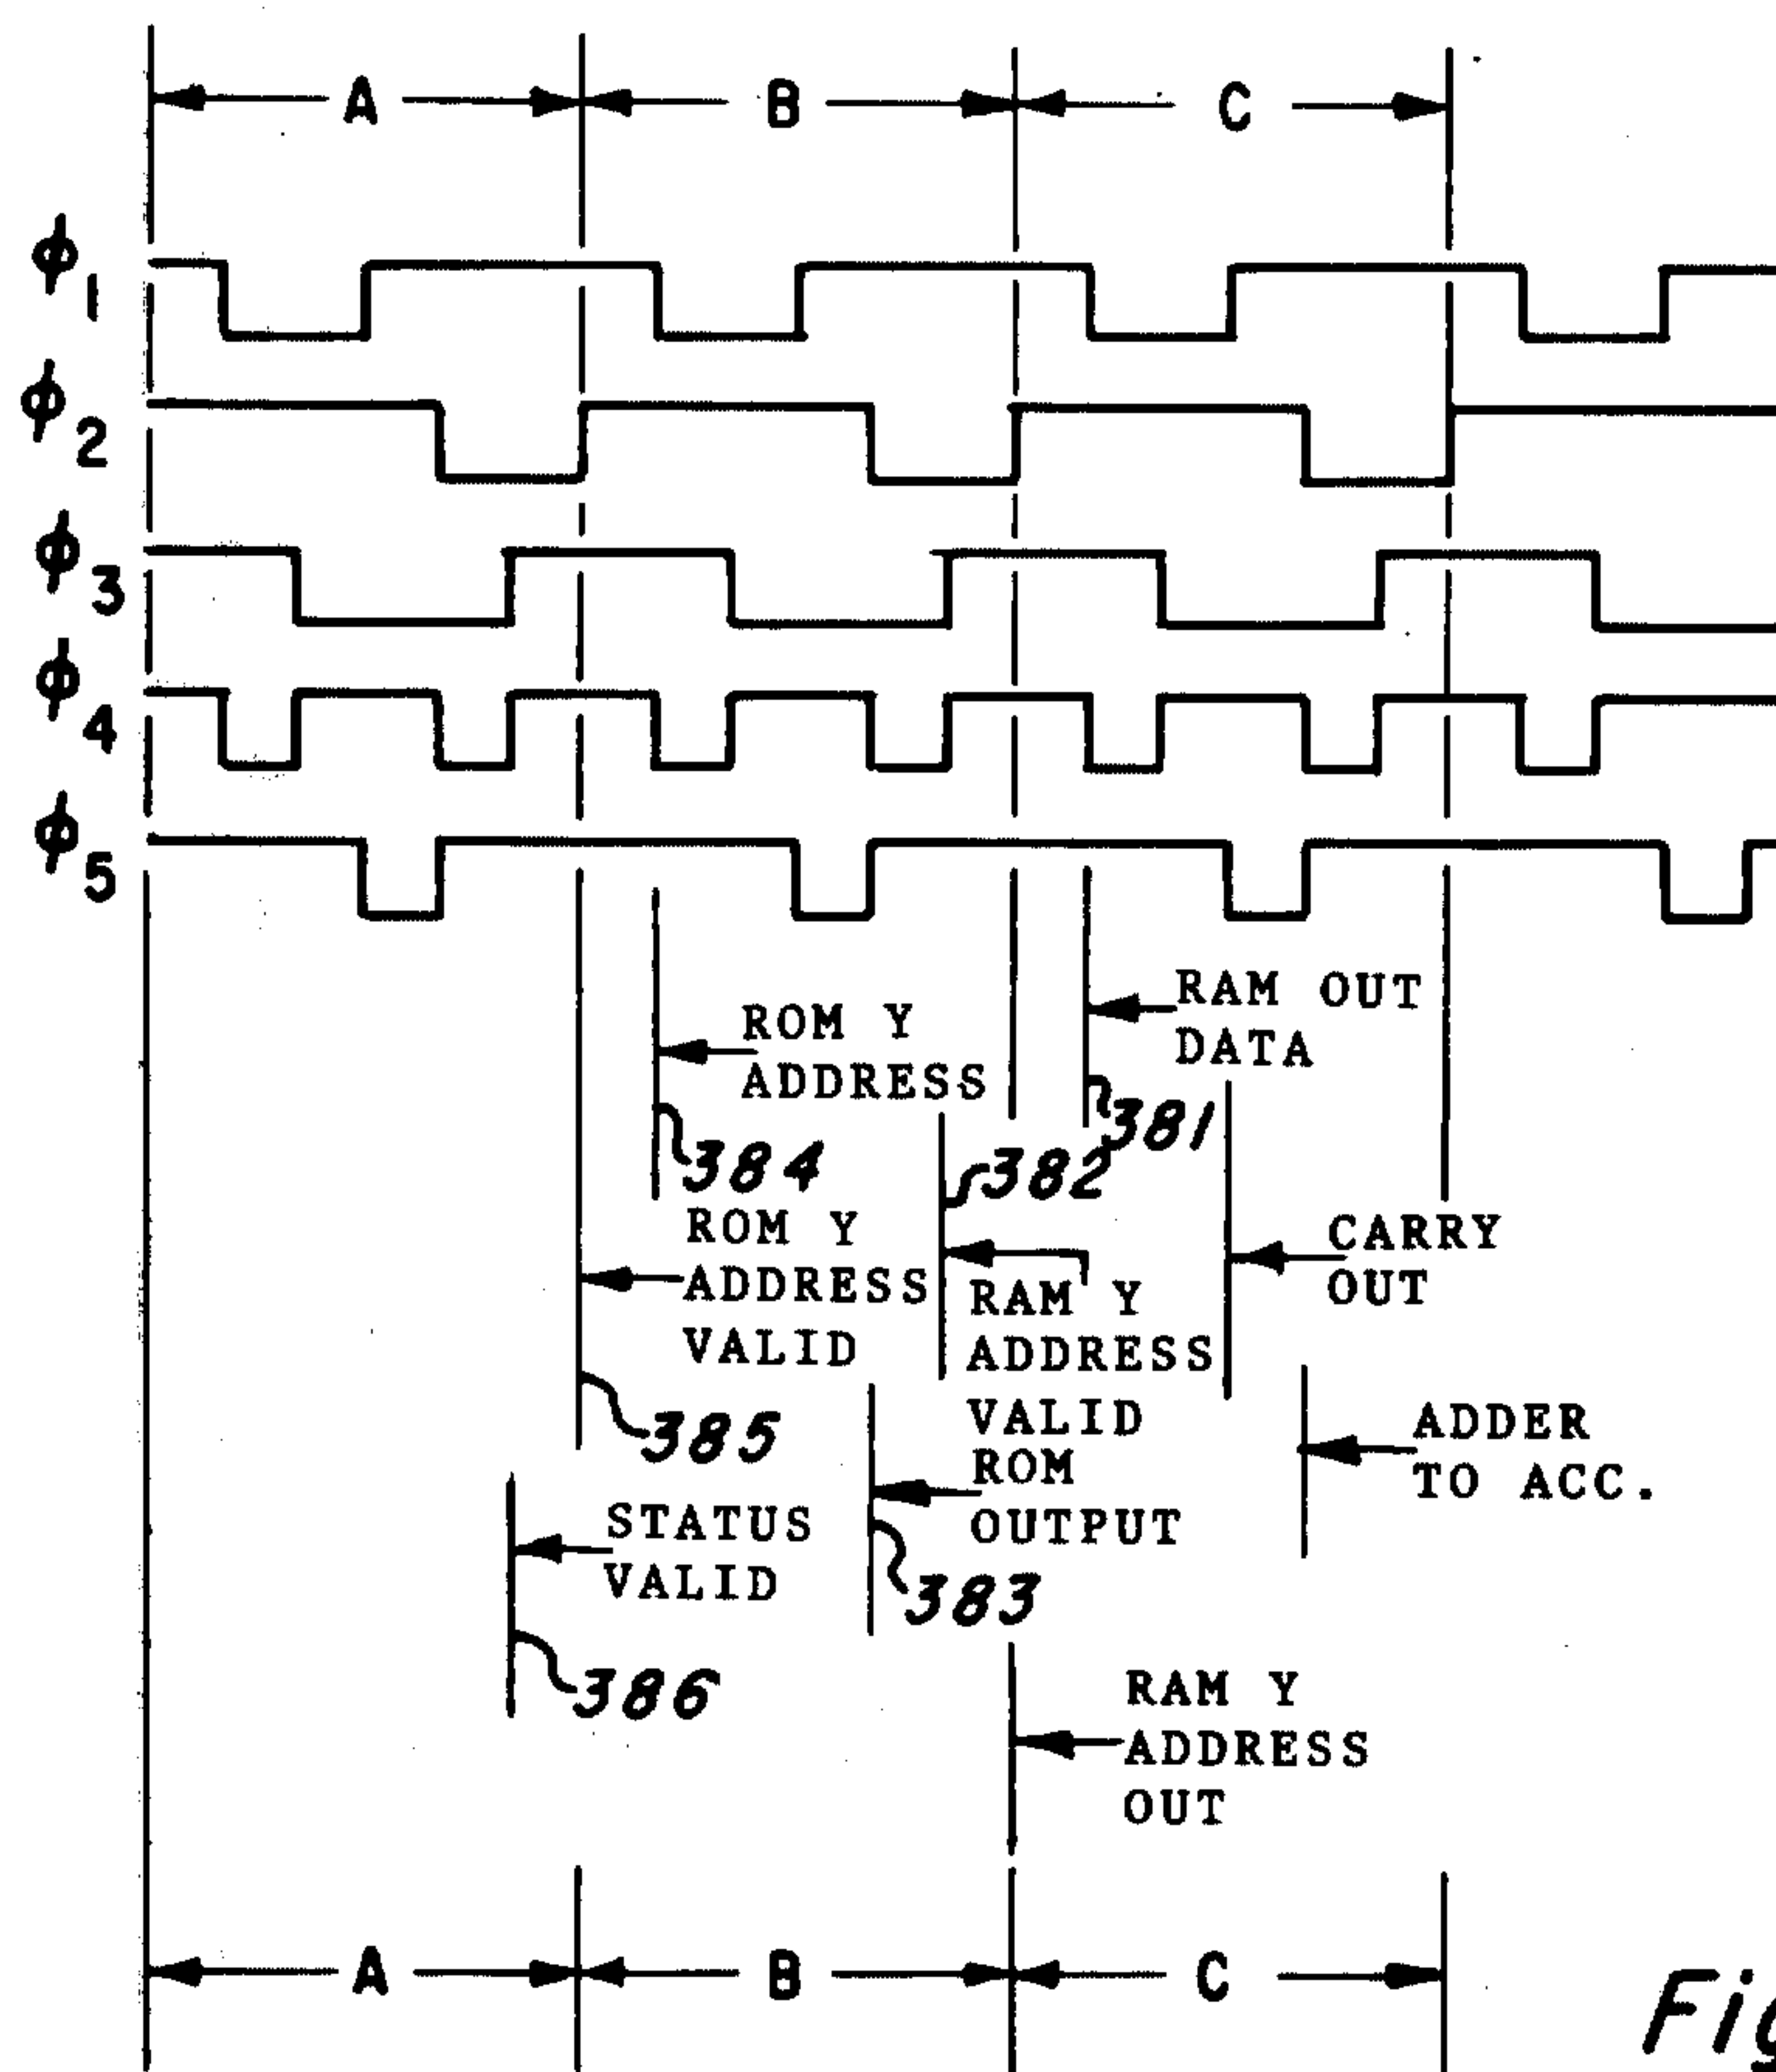 A B C
ϕ1
ϕ2
ϕ3
ϕ4
ϕ5
RAM OUT
DATA
381
ROM Y
ADDRESS
384
382
ROM Y
ADDRESS
VALID
385
CARRY
OUT
RAM Y
ADDRESS
VALID
ADDER
TO ACC.
ROM
OUTPUT
383
STATUS
VALID
386
RAM Y
ADDRESS
OUT
A B C